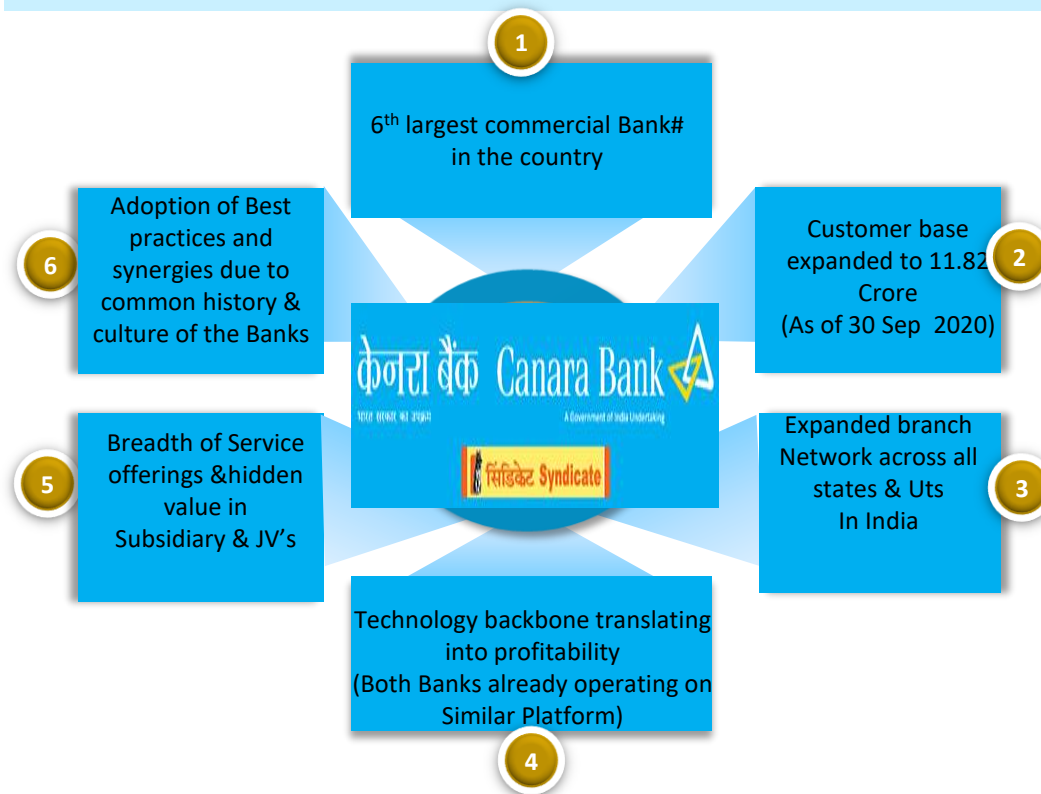 1
6th largest commercial Bank#
in the country
2
Customer base
expanded to 11.82
Crore
(As of 30 Sep 2020)
3
Expanded branch
Network across all
states & Uts
In India
4
Technology backbone translating
into profitability
(Both Banks already operating on
Similar Platform)
5
Breadth of Service
offerings &hidden
value in
Subsidiary & JV’s
6
Adoption of Best
practices and
synergies due to
common history &
culture of the Banks
केनरा बैंक Canara Bank
भारत सरकार का उपक्रम A Government of India Undertaking
सिंडिकेट Syndicate